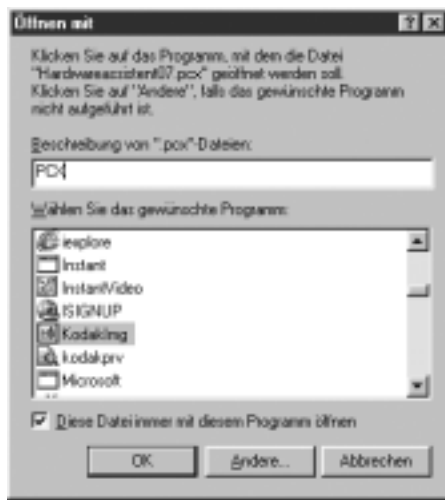 Öffnen mit
Klicken Sie auf das Programm, mit dem die Datei
"Hardwareassistent07.pcx" geöffnet werden soll.
Klicken Sie auf "Andere", falls das gewünschte Programm
nicht aufgeführt ist.
Beschreibung von ".pcx"-Dateien:
PCX
Wählen Sie das gewünschte Programm:
iexplore
Instant
InstantVideo
ISIGNUP
KodakImg
kodakprv
Microsoft
Diese Datei immer mit diesem Programm öffnen
OK
Andere...
Abbrechen